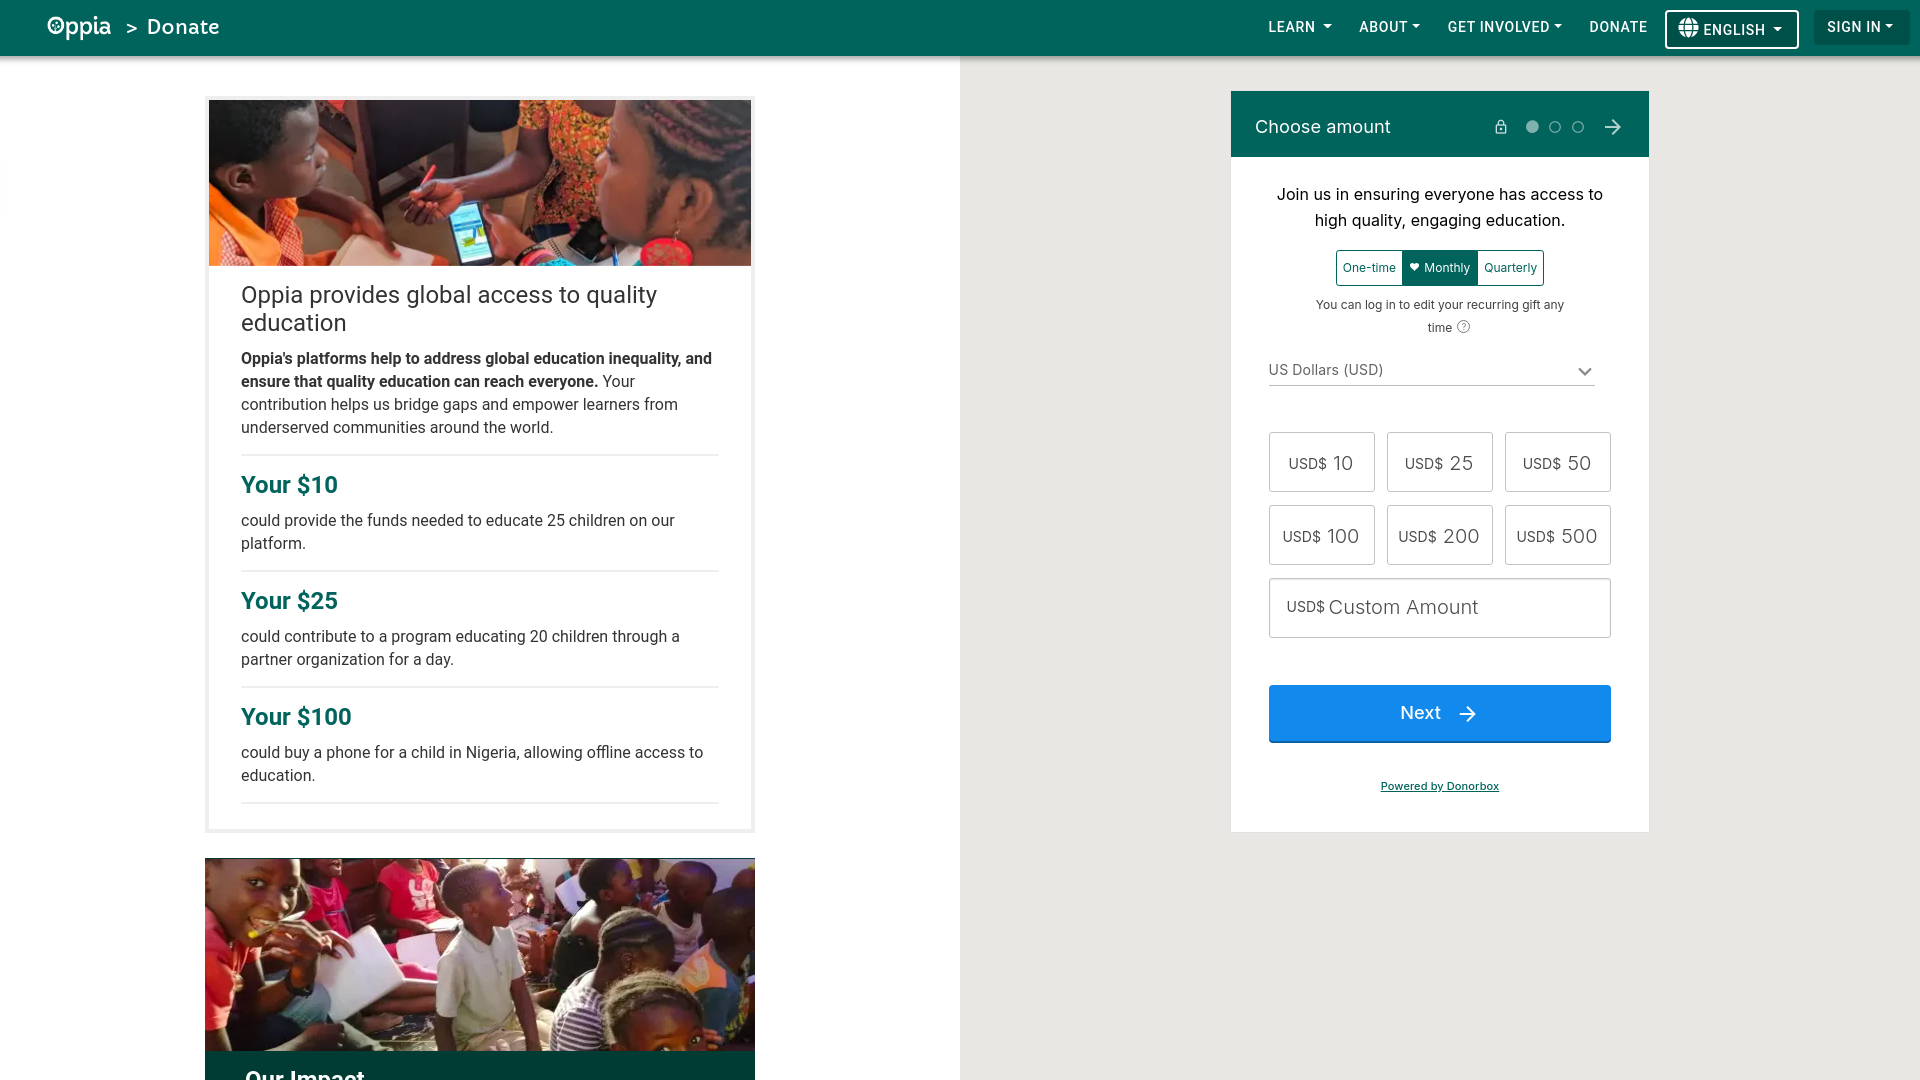 Oppia > Donate
LEARN ABOUT GET INVOLVED DONATE ENGLISH SIGN IN
Oppia provides global access to quality
education
Oppia's platforms help to address global education inequality, and
ensure that quality education can reach everyone. Your
contribution helps us bridge gaps and empower learners from
underserved communities around the world.
Your $10
could provide the funds needed to educate 25 children on our
platform.
Your $25
could contribute to a program educating 20 children through a
partner organization for a day.
Your $100
could buy a phone for a child in Nigeria, allowing offline access to
education.
Our Impact
Choose amount
Join us in ensuring everyone has access to
high quality, engaging education.
One-time Monthly Quarterly
You can log in to edit your recurring gift any
time ?
US Dollars (USD)
USD$ 10 USD$ 25 USD$ 50
USD$ 100 USD$ 200 USD$ 500
USD$ Custom Amount
Next
Powered by Donorbox